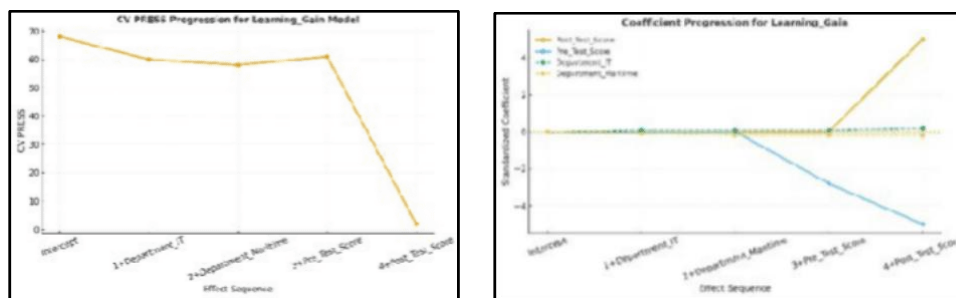 CV PRESS Progression for Learning_Gain Model
70
60
50
40
30
20
10
0
CV PRESS
Intercept
1+Department_IT
2+Department_Maritime
3+Pre_Test_Score
4+Post_Test_Score
Effect Sequence
Coefficient Progression for Learning_Gain
Post_Test_Score
Pre_Test_Score
Department_IT
Department_Maritime
4
2
0
−2
−4
Standardized Coefficient
Intercept
1+Department_IT
2+Department_Maritime
3+Pre_Test_Score
4+Post_Test_Score
Effect Sequence